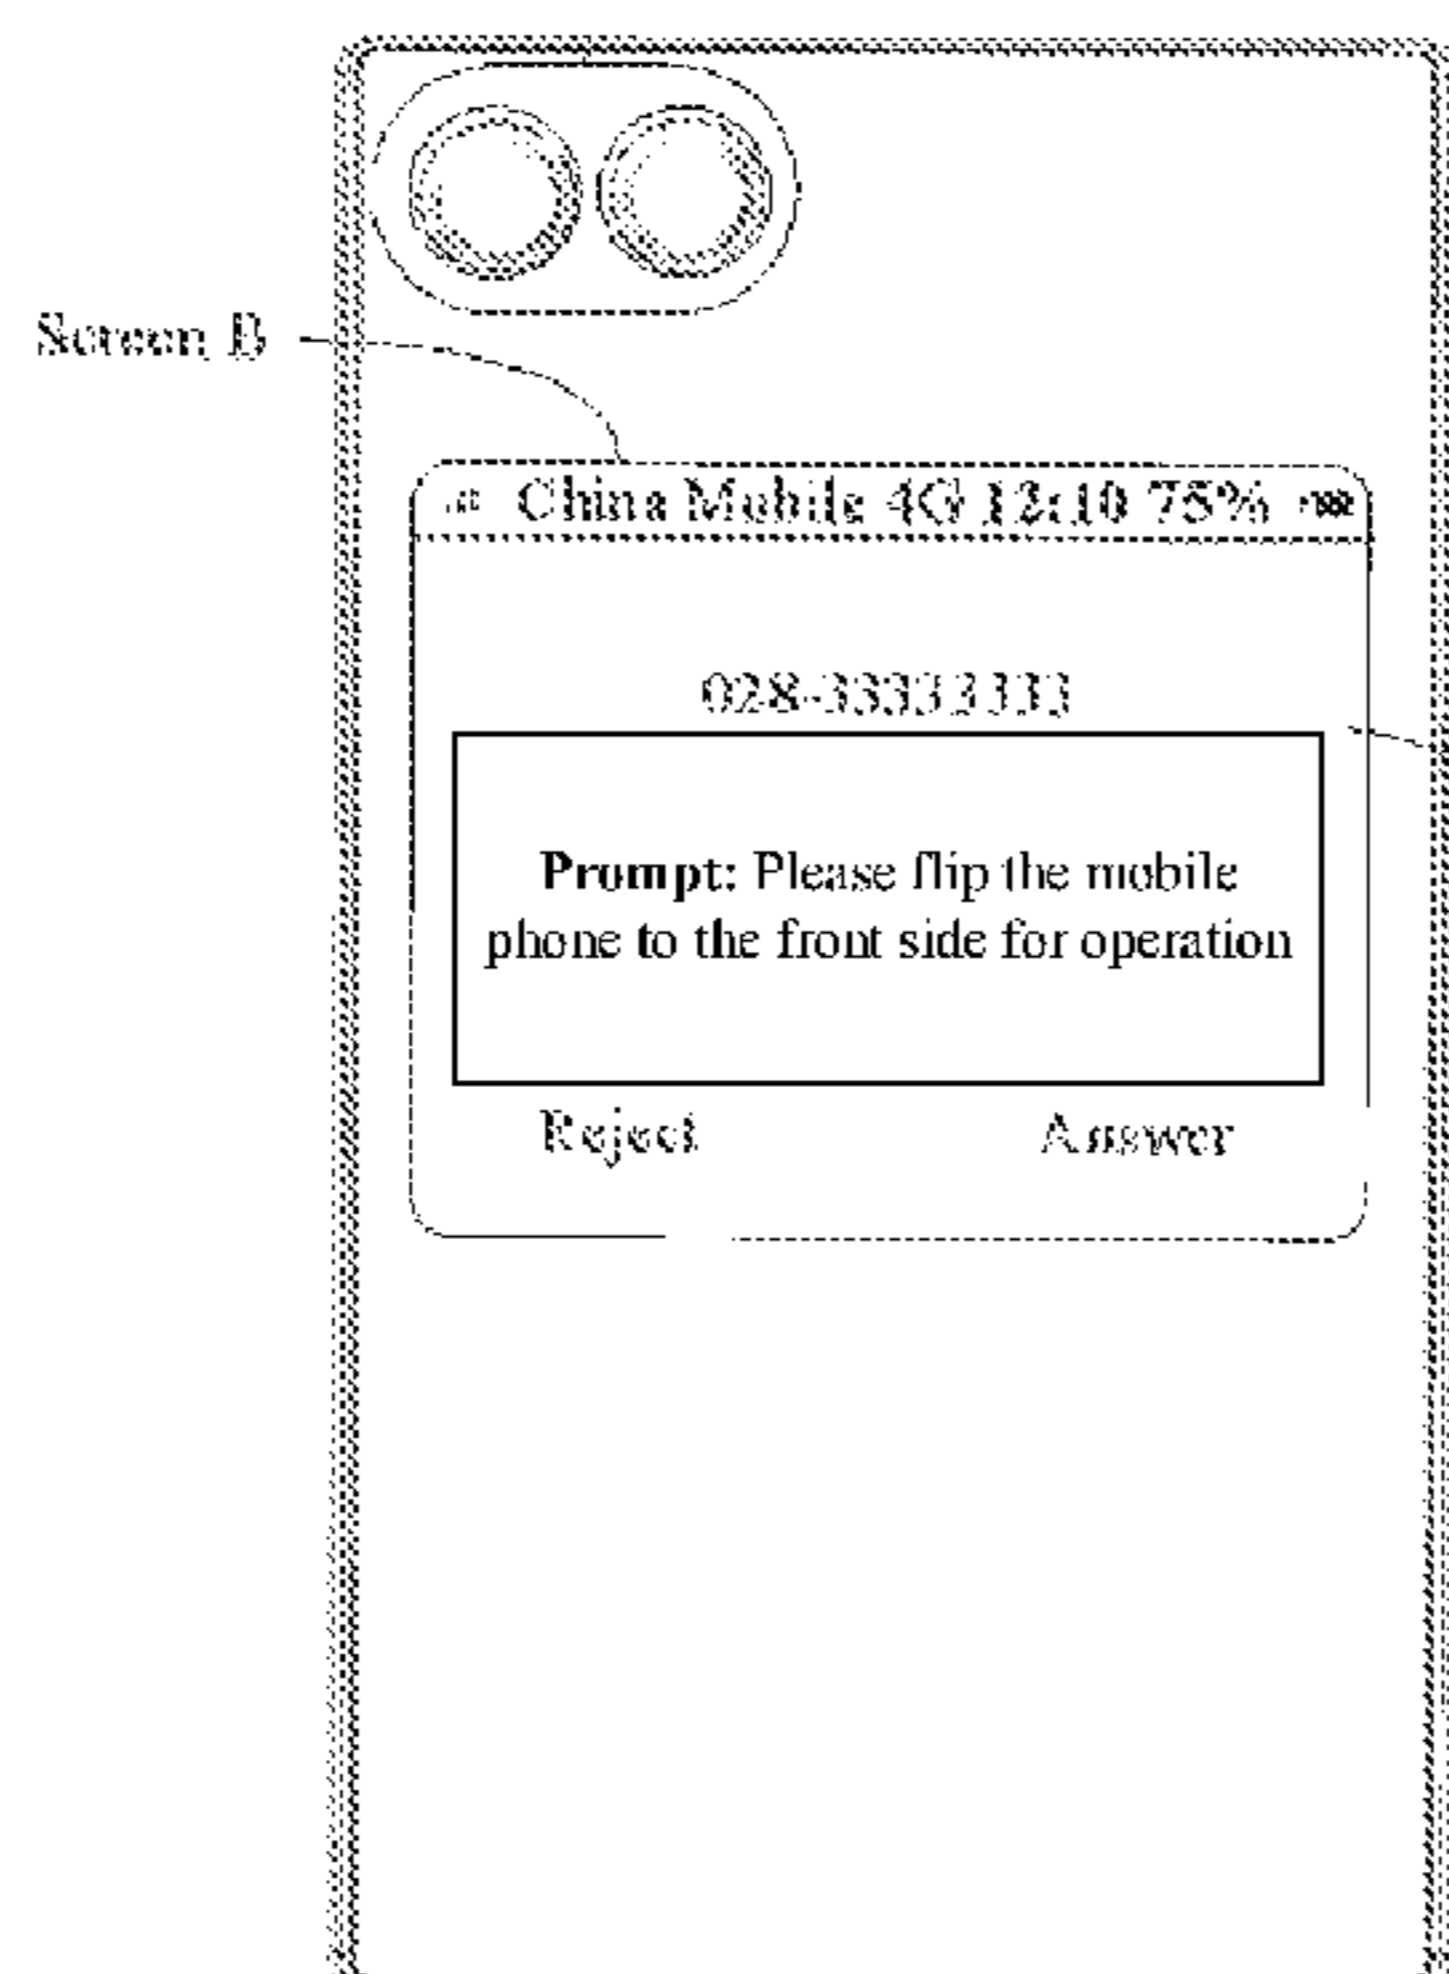 Screen B
China Mobile 4G 12:10 75%
028-33333333
Prompt: Please flip the mobile
phone to the front side for operation
Reject Answer